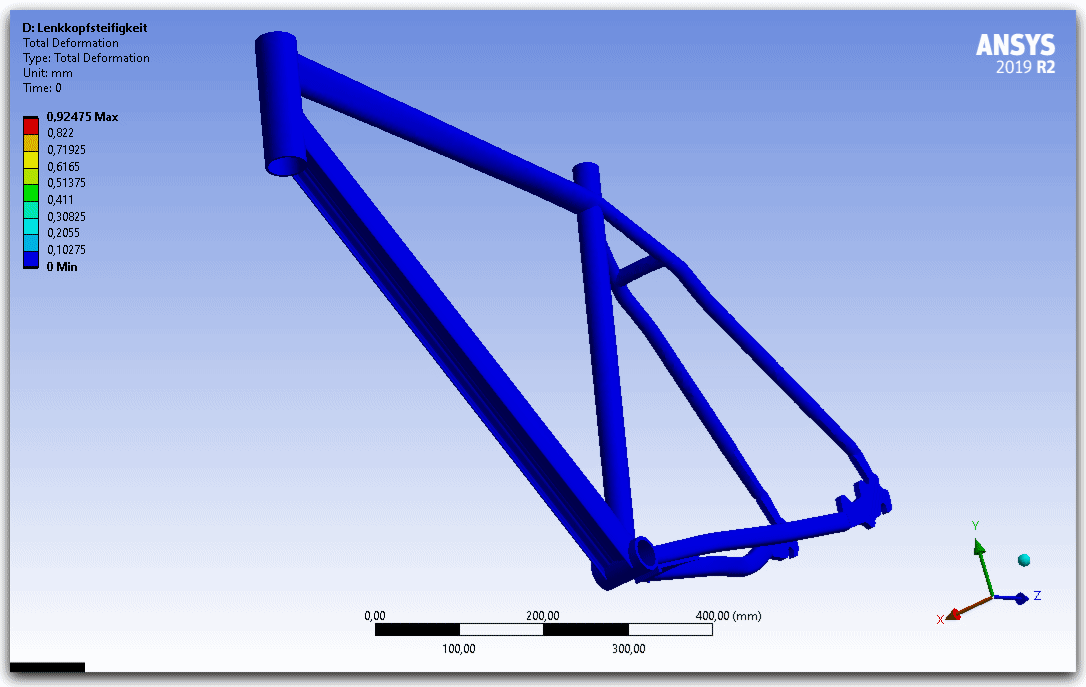 D: Lenkkopfsteifigkeit
Total Deformation
Type: Total Deformation
Unit: mm
Time: 0
ANSYS
2019 R2
0,92475 Max
0,822
0,71925
0,6165
0,51375
0,411
0,30825
0,2055
0,10275
0 Min
Y
Z
X
0,00 200,00 400,00 (mm)
100,00 300,00